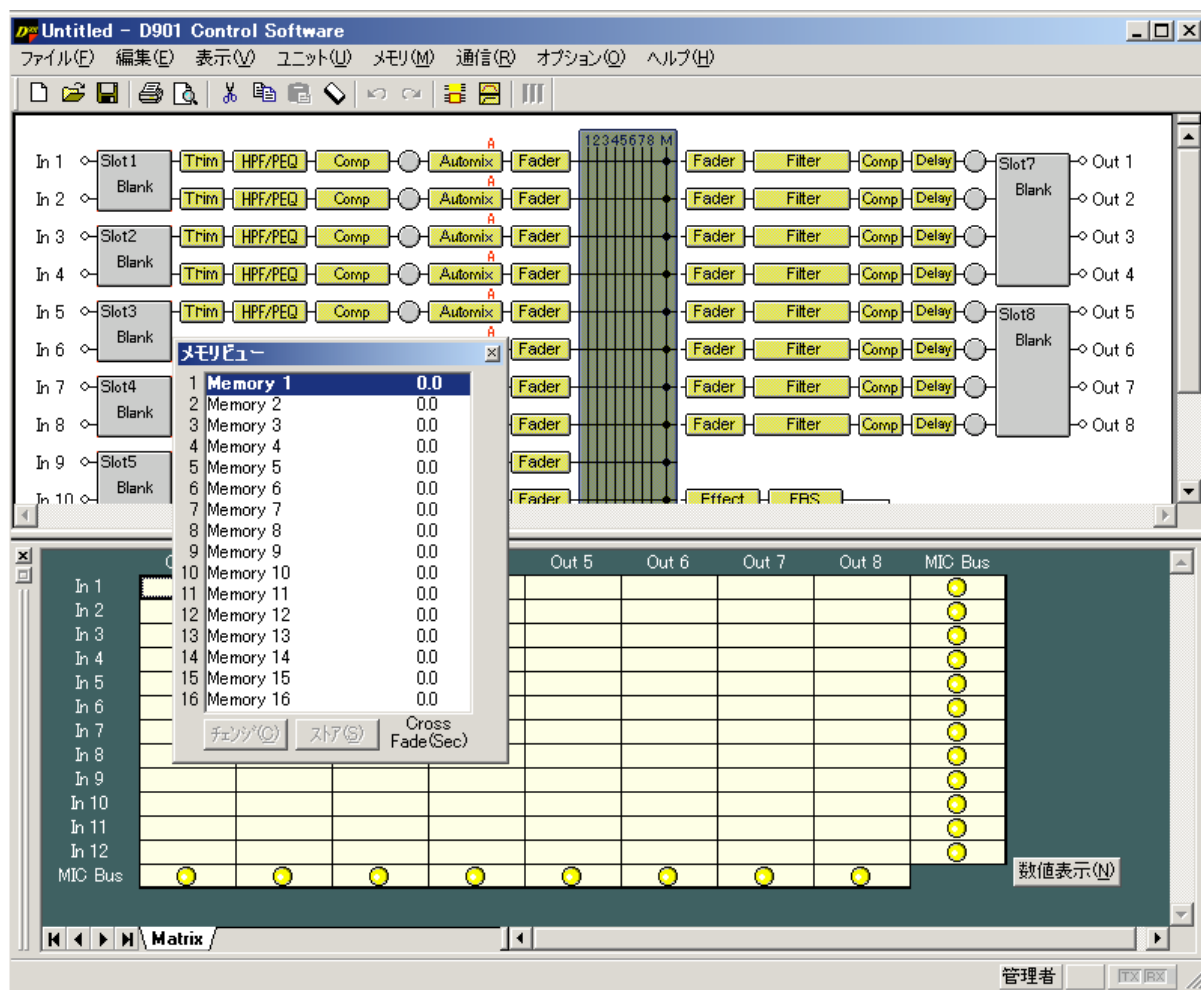 Untitled - D901 Control Software
ファイル(F) 編集(E) 表示(V) ユニット(U) メモリ(M) 通信(R) オプション(O) ヘルプ(H)
A 12345678 M
In 1 Slot1 Trim HPF/PEQ Comp Automix Fader Fader Filter Comp Delay Slot7 Out 1
Blank A Blank
In 2 Trim HPF/PEQ Comp Automix Fader Fader Filter Comp Delay Out 2
A
In 3 Slot2 Trim HPF/PEQ Comp Automix Fader Fader Filter Comp Delay Out 3
Blank A
In 4 Trim HPF/PEQ Comp Automix Fader Fader Filter Comp Delay Out 4
A
In 5 Slot3 Trim HPF/PEQ Comp Automix Fader Fader Filter Comp Delay Slot8 Out 5
Blank A Blank
In 6 Fader Fader Filter Comp Delay Out 6
In 7 Slot4 Fader Fader Filter Comp Delay Out 7
Blank
In 8 Fader Fader Filter Comp Delay Out 8
In 9 Slot5 Fader
Blank
In 10 Fader Effect FBS
メモリビュー
1 Memory 1 0.0
2 Memory 2 0.0
3 Memory 3 0.0
4 Memory 4 0.0
5 Memory 5 0.0
6 Memory 6 0.0
7 Memory 7 0.0
8 Memory 8 0.0
9 Memory 9 0.0
10 Memory 10 0.0
11 Memory 11 0.0
12 Memory 12 0.0
13 Memory 13 0.0
14 Memory 14 0.0
15 Memory 15 0.0
16 Memory 16 0.0
チェンジ(C) ストア(S) Cross
Fade(Sec)
Out 5 Out 6 Out 7 Out 8 MIC Bus
In 1
In 2
In 3
In 4
In 5
In 6
In 7
In 8
In 9
In 10
In 11
In 12
MIC Bus
数値表示(N)
Matrix
管理者 TX RX